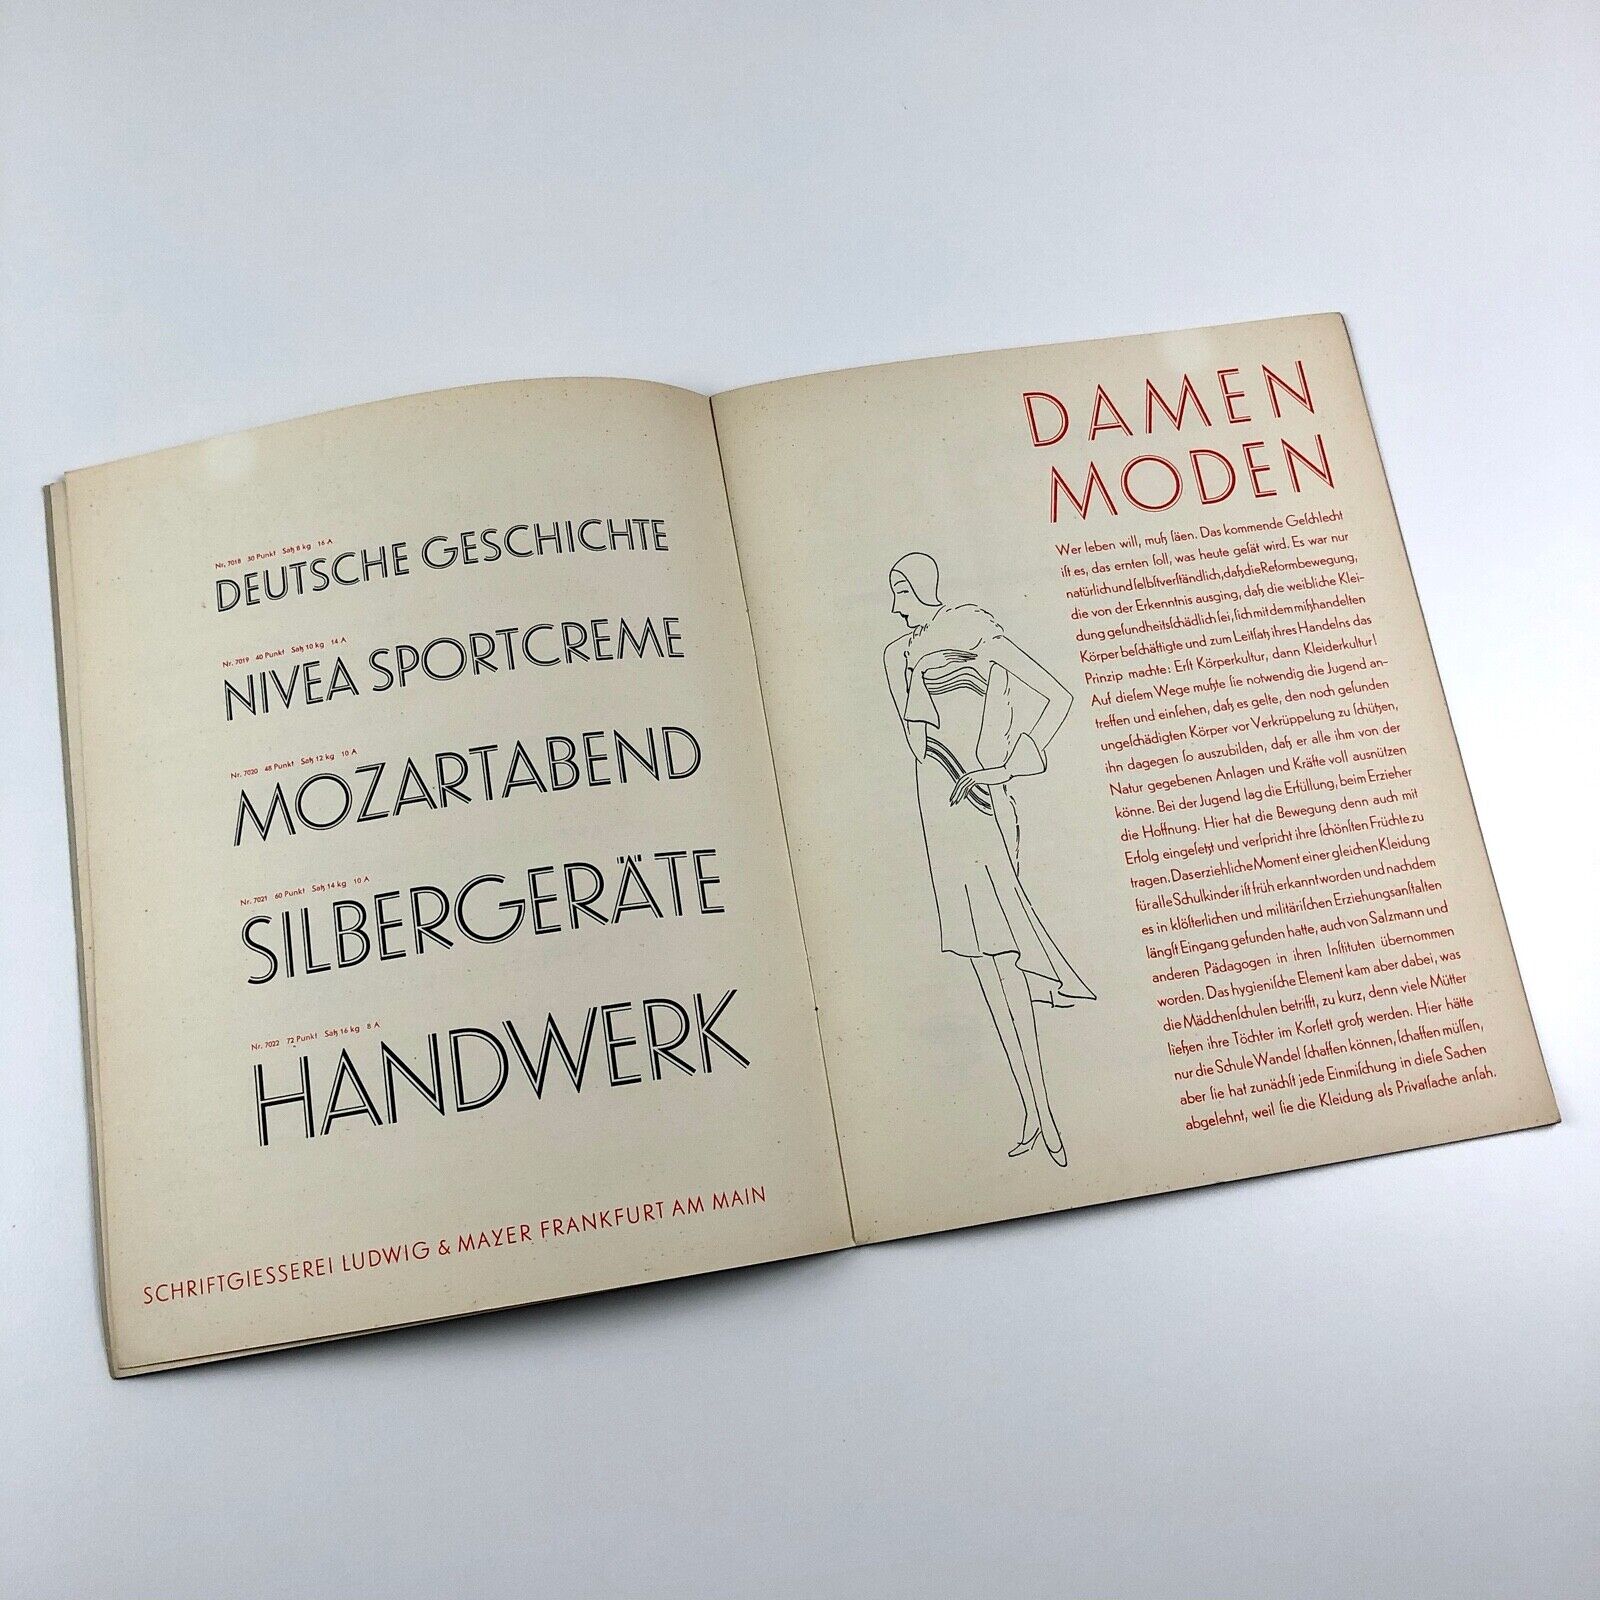 Nr. 7018 30 Punkt Satz 8 kg 16 A
DEUTSCHE GESCHICHTE
Nr. 7019 40 Punkt Satz 10 kg 14 A
NIVEA SPORTCREME
Nr. 7020 48 Punkt Satz 12 kg 10 A
MOZARTABEND
Nr. 7021 60 Punkt Satz 14 kg 10 A
SILBERGERÄTE
Nr. 7022 72 Punkt Satz 16 kg 8 A
HANDWERK
SCHRIFTGIESSEREI LUDWIG & MAYER FRANKFURT AM MAIN
DAMEN
MODEN
Wer leben will, muß ſäen. Das kommende Geſchlecht
iſt es, das ernten ſoll, was heute geſät wird. Es war nur
natürlich und ſelbſtverſtändlich, daß die Reformbewegung,
die von der Erkenntnis ausging, daß die weibliche Klei-
dung geſundheitsſchädlich ſei, ſich mit dem mißhandelten
Körper beſchäftigte und zum Leitſatz ihres Handelns das
Prinzip machte: Erſt Körperkultur, dann Kleiderkultur!
Auf dieſem Wege mußte ſie notwendig die Jugend an-
treffen und einſehen, daß es gelte, den noch geſunden
ungeſchädigten Körper vor Verkrüppelung zu ſchützen,
ihn dagegen ſo auszubilden, daß er alle ihm von der
Natur gegebenen Anlagen und Kräfte voll ausnützen
könne. Bei der Jugend lag die Erfüllung, beim Erzieher
die Hoffnung. Hier hat die Bewegung denn auch mit
Erfolg eingeſetzt und verſpricht ihre ſchönſten Früchte zu
tragen. Das erziehliche Moment einer gleichen Kleidung
für alle Schulkinder iſt früh erkannt worden und nachdem
es in klöſterlichen und militäriſchen Erziehungsanſtalten
längſt Eingang gefunden hatte, auch von Salzmann und
anderen Pädagogen in ihren Inſtituten übernommen
worden. Das hygieniſche Element kam aber dabei, was
die Mädchenſchulen betrifft, zu kurz, denn viele Mütter
ließen ihre Töchter im Korſett groß werden. Hier hätte
nur die Schule Wandel ſchaffen können, ſchaffen müſſen,
aber ſie hat zunächſt jede Einmiſchung in dieſe Sachen
abgelehnt, weil ſie die Kleidung als Privatſache anſah.